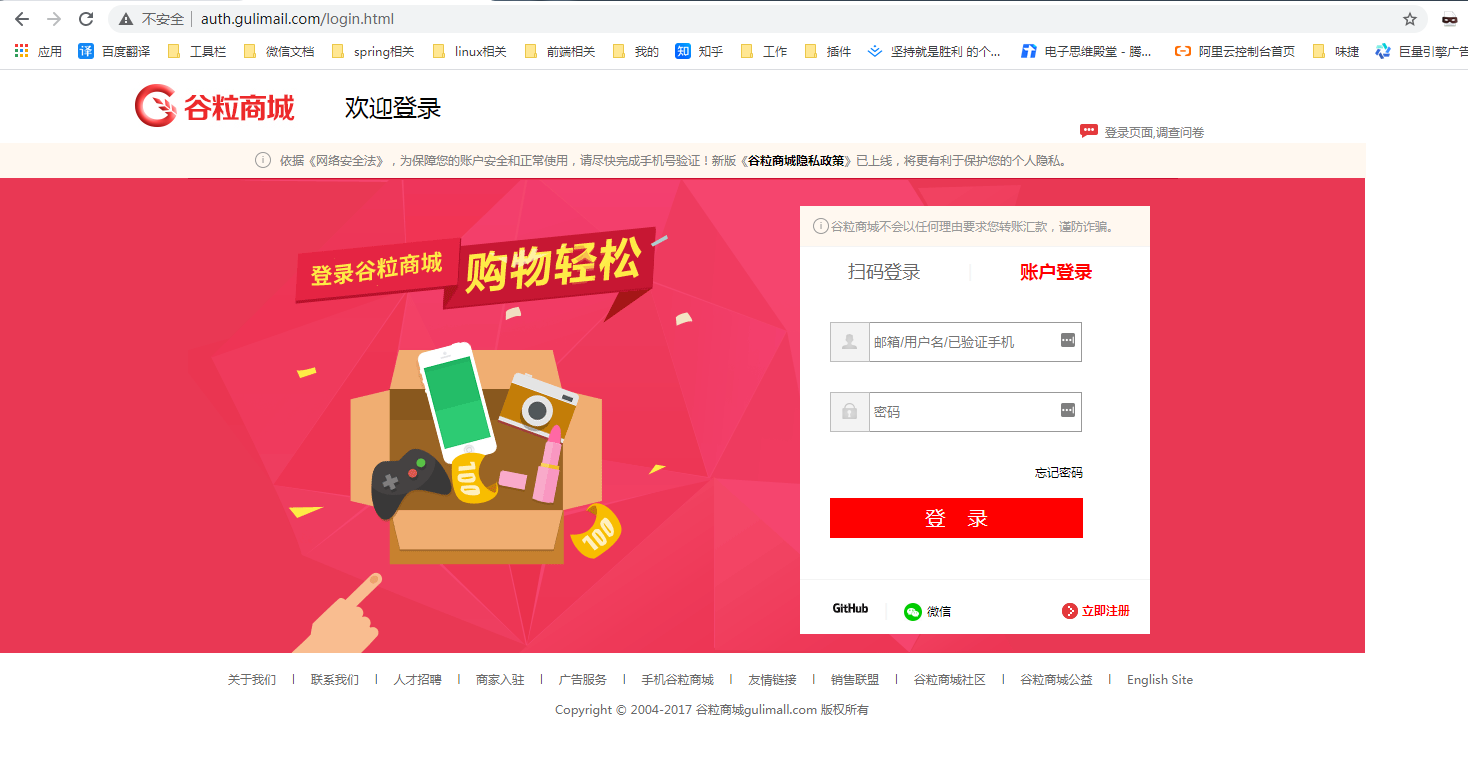 不安全 auth.gulimail.com/login.html
应用 译 百度翻译 工具栏 微信文档 spring相关 linux相关 前端相关 我的 知 知乎 工作 插件 坚持就是胜利 的个... 电子思维殿堂 - 腾... 阿里云控制台首页 味捷 巨量引擎广告
谷粒商城 欢迎登录
登录页面,调查问卷
依据《网络安全法》，为保障您的账户安全和正常使用，请尽快完成手机号验证！新版《谷粒商城隐私政策》已上线，将更有利于保护您的个人隐私。
登录谷粒商城 购物轻松
100
100
谷粒商城不会以任何理由要求您转账汇款，谨防诈骗。
扫码登录 账户登录
邮箱/用户名/已验证手机
密码
忘记密码
登 录
GitHub 微信 立即注册
关于我们 | 联系我们 | 人才招聘 | 商家入驻 | 广告服务 | 手机谷粒商城 | 友情链接 | 销售联盟 | 谷粒商城社区 | 谷粒商城公益 | English Site
Copyright © 2004-2017 谷粒商城gulimall.com 版权所有